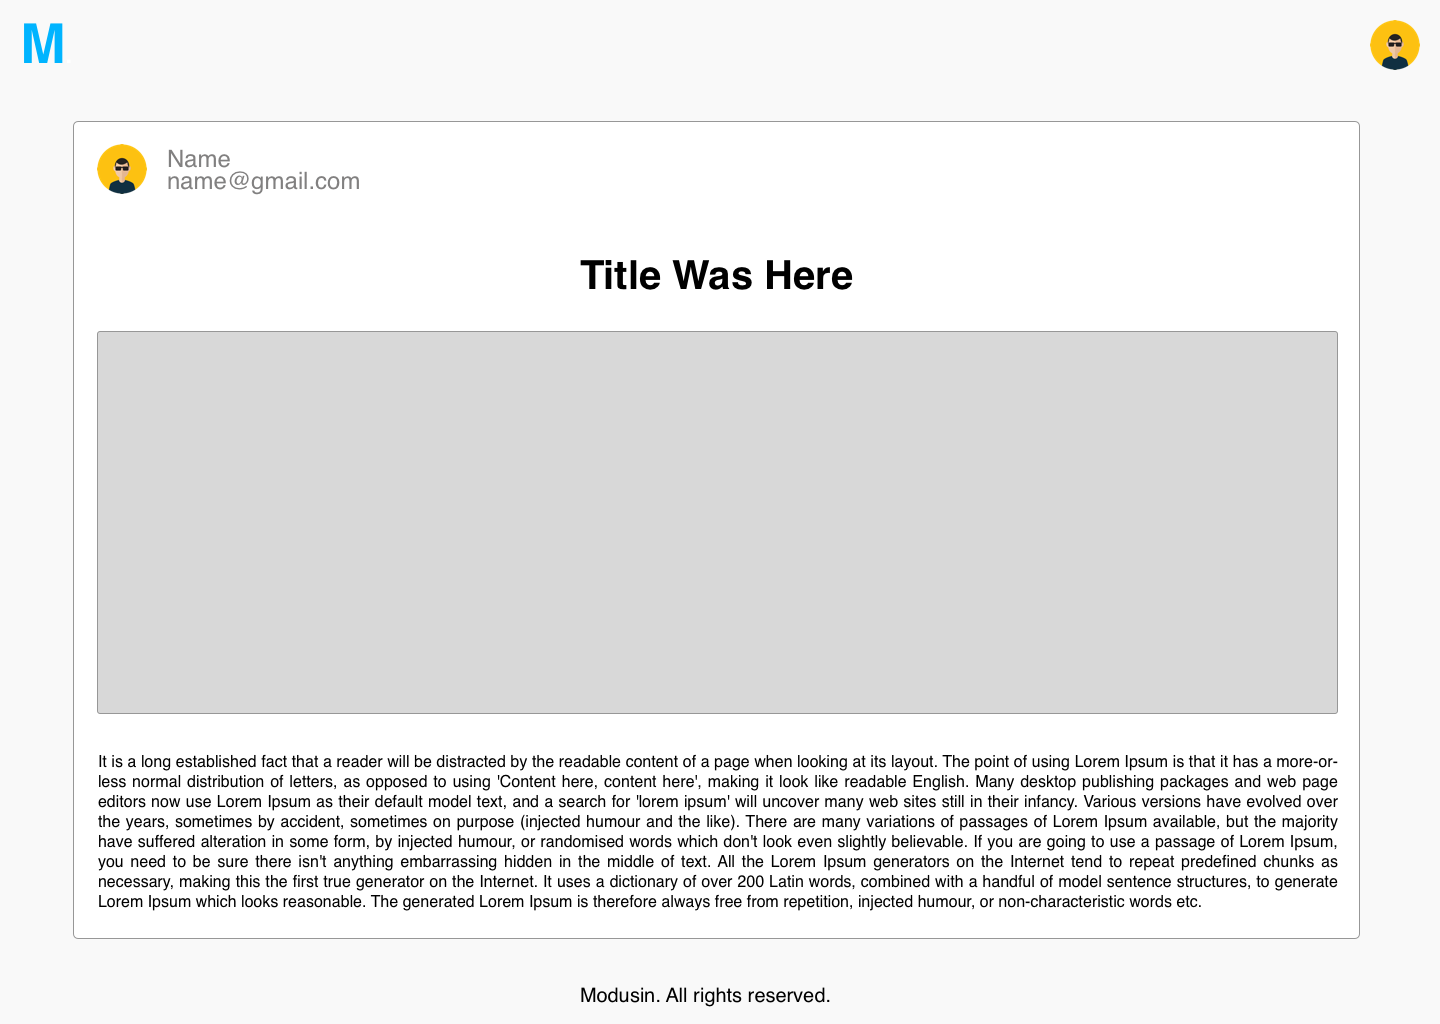 M
Name
name@gmail.com
Title Was Here
It is a long established fact that a reader will be distracted by the readable content of a page when looking at its layout. The point of using Lorem Ipsum is that it has a more-or-
less normal distribution of letters, as opposed to using 'Content here, content here', making it look like readable English. Many desktop publishing packages and web page
editors now use Lorem Ipsum as their default model text, and a search for 'lorem ipsum' will uncover many web sites still in their infancy. Various versions have evolved over
the years, sometimes by accident, sometimes on purpose (injected humour and the like). There are many variations of passages of Lorem Ipsum available, but the majority
have suffered alteration in some form, by injected humour, or randomised words which don't look even slightly believable. If you are going to use a passage of Lorem Ipsum,
you need to be sure there isn't anything embarrassing hidden in the middle of text. All the Lorem Ipsum generators on the Internet tend to repeat predefined chunks as
necessary, making this the first true generator on the Internet. It uses a dictionary of over 200 Latin words, combined with a handful of model sentence structures, to generate
Lorem Ipsum which looks reasonable. The generated Lorem Ipsum is therefore always free from repetition, injected humour, or non-characteristic words etc.
Modusin. All rights reserved.